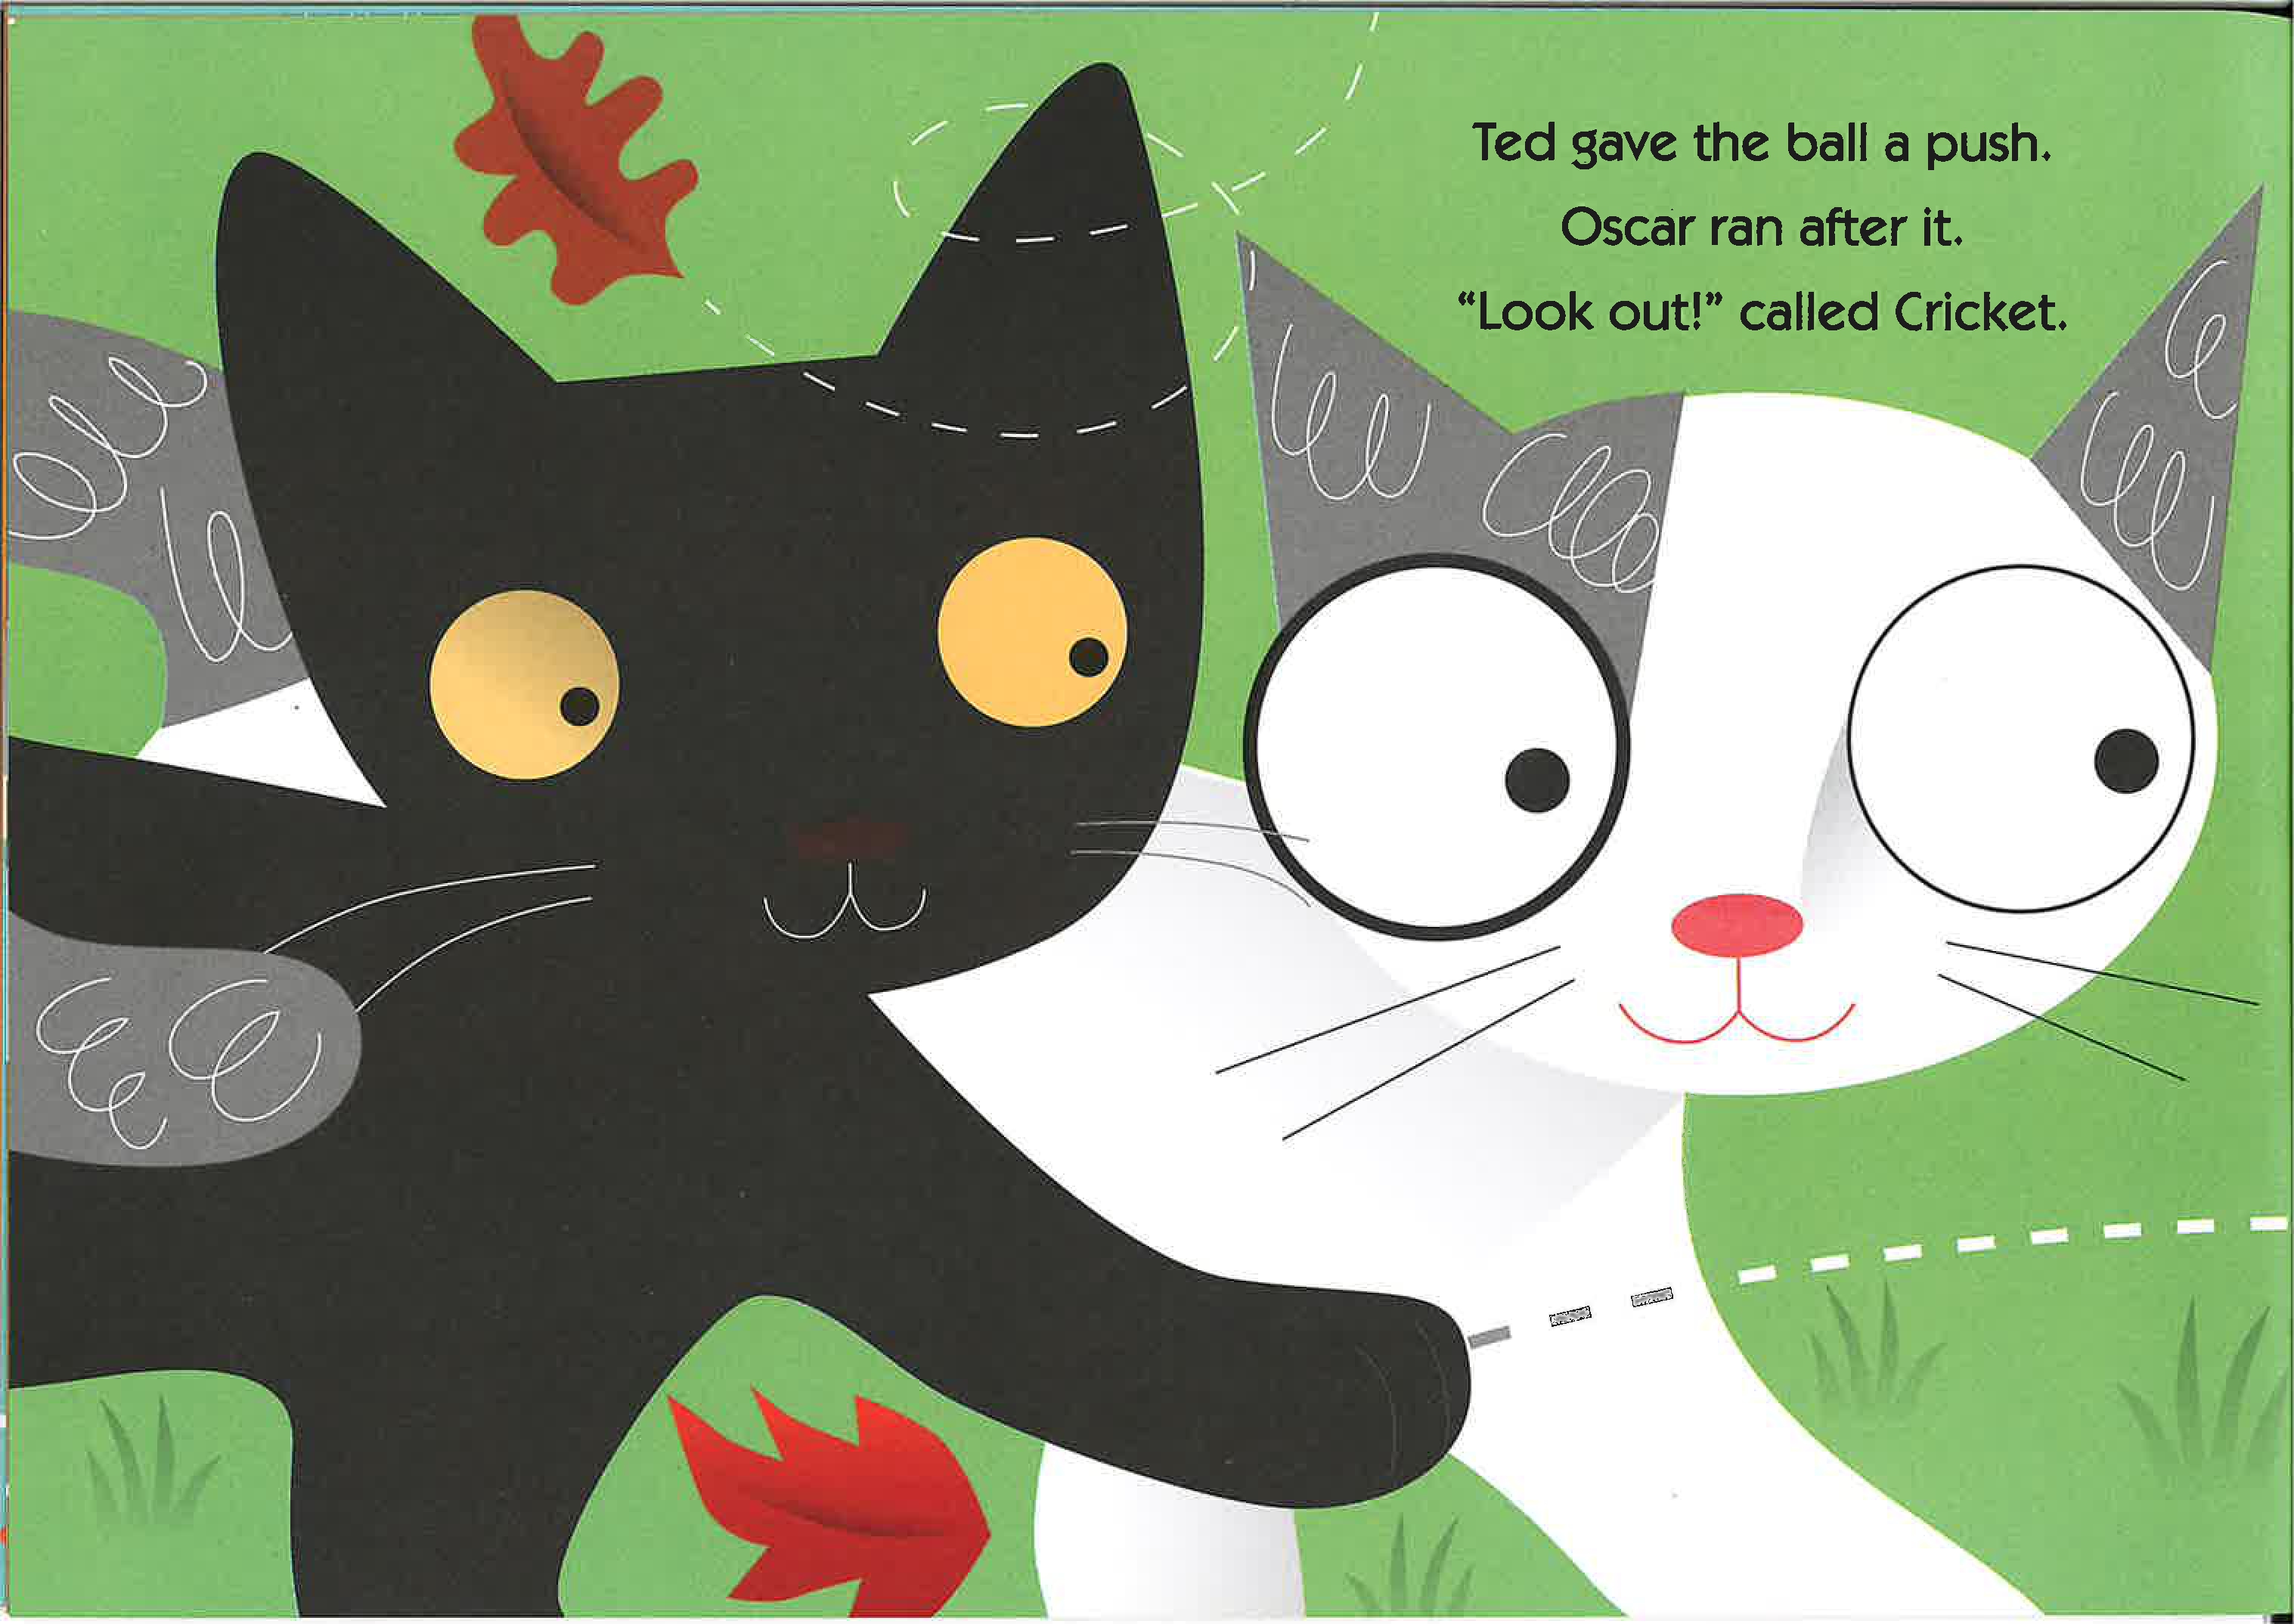 Ted gave the ball a push.
Oscar ran after it.
“Look out!” called Cricket.